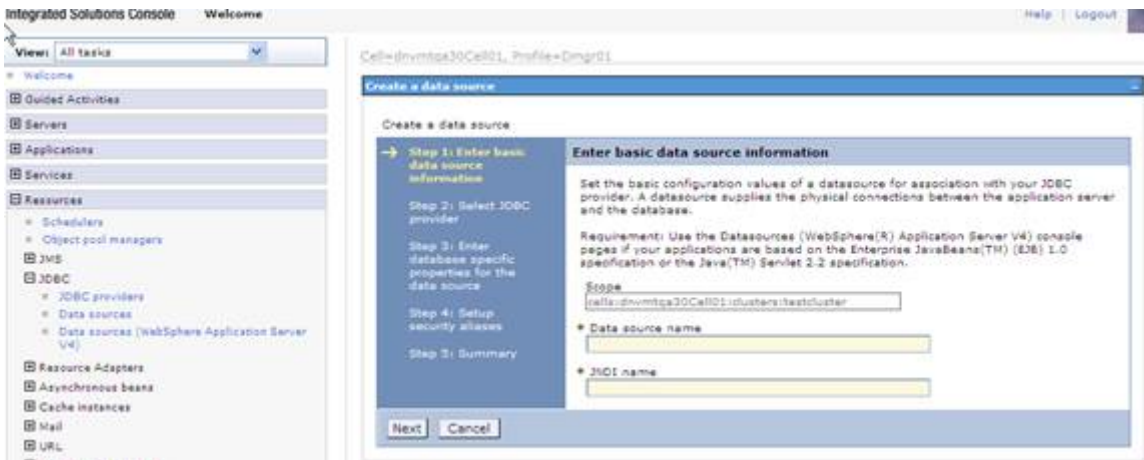 Integrated Solutions Console Welcome
Help | Logout
View: All tasks
Welcome
Guided Activities
Servers
Applications
Services
Resources
Schedulers
Object pool managers
JMS
JDBC
JDBC providers
Data sources
Data sources (WebSphere Application Server
V4)
Resource Adapters
Asynchronous beans
Cache instances
Mail
URL
Cell=dnvmtqa30Cell01, Profile=Dmgr01
Create a data source
Create a data source
Step 1: Enter basic
data source
information
Step 2: Select JDBC
provider
Step 3: Enter
database specific
properties for the
data source
Step 4: Setup
security aliases
Step 5: Summary
Enter basic data source information
Set the basic configuration values of a datasource for association with your JDBC
provider. A datasource supplies the physical connections between the application server
and the database.
Requirement: Use the Datasources (WebSphere(R) Application Server V4) console
pages if your applications are based on the Enterprise JavaBeans(TM) (EJB) 1.0
specification or the Java(TM) Servlet 2.2 specification.
Scope
cells:dnvmtqa30Cell01:clusters:testcluster
* Data source name
* JNDI name
Next Cancel